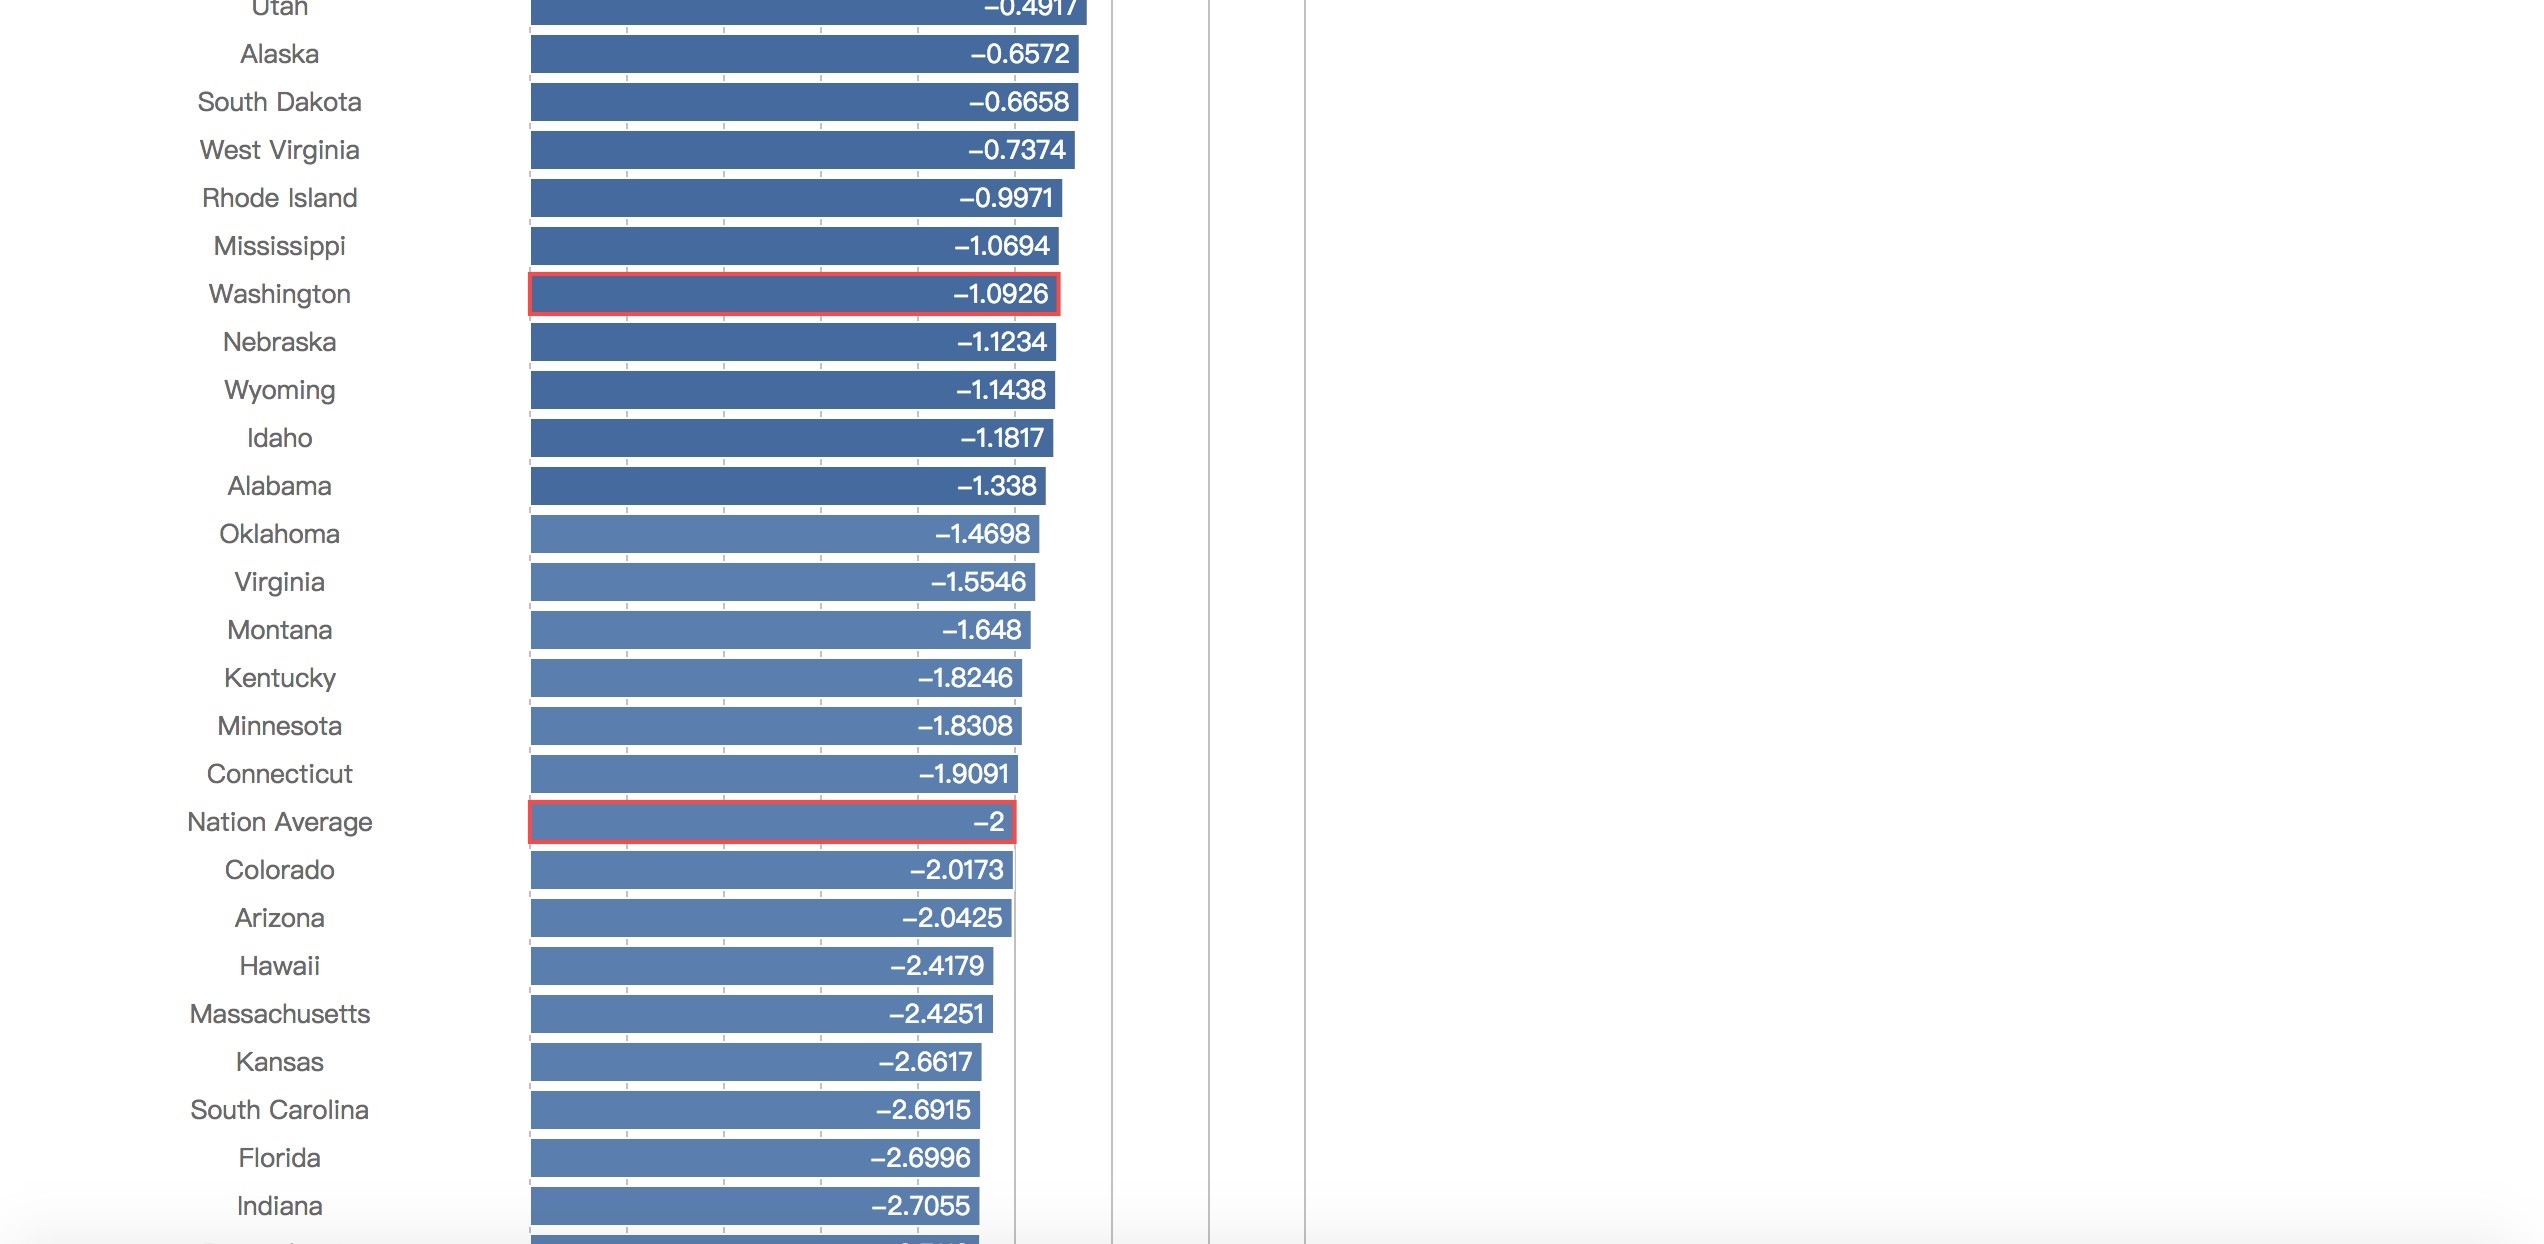 Utah −0.4917
Alaska −0.6572
South Dakota −0.6658
West Virginia −0.7374
Rhode Island −0.9971
Mississippi −1.0694
Washington −1.0926
Nebraska −1.1234
Wyoming −1.1438
Idaho −1.1817
Alabama −1.338
Oklahoma −1.4698
Virginia −1.5546
Montana −1.648
Kentucky −1.8246
Minnesota −1.8308
Connecticut −1.9091
Nation Average −2
Colorado −2.0173
Arizona −2.0425
Hawaii −2.4179
Massachusetts −2.4251
Kansas −2.6617
South Carolina −2.6915
Florida −2.6996
Indiana −2.7055